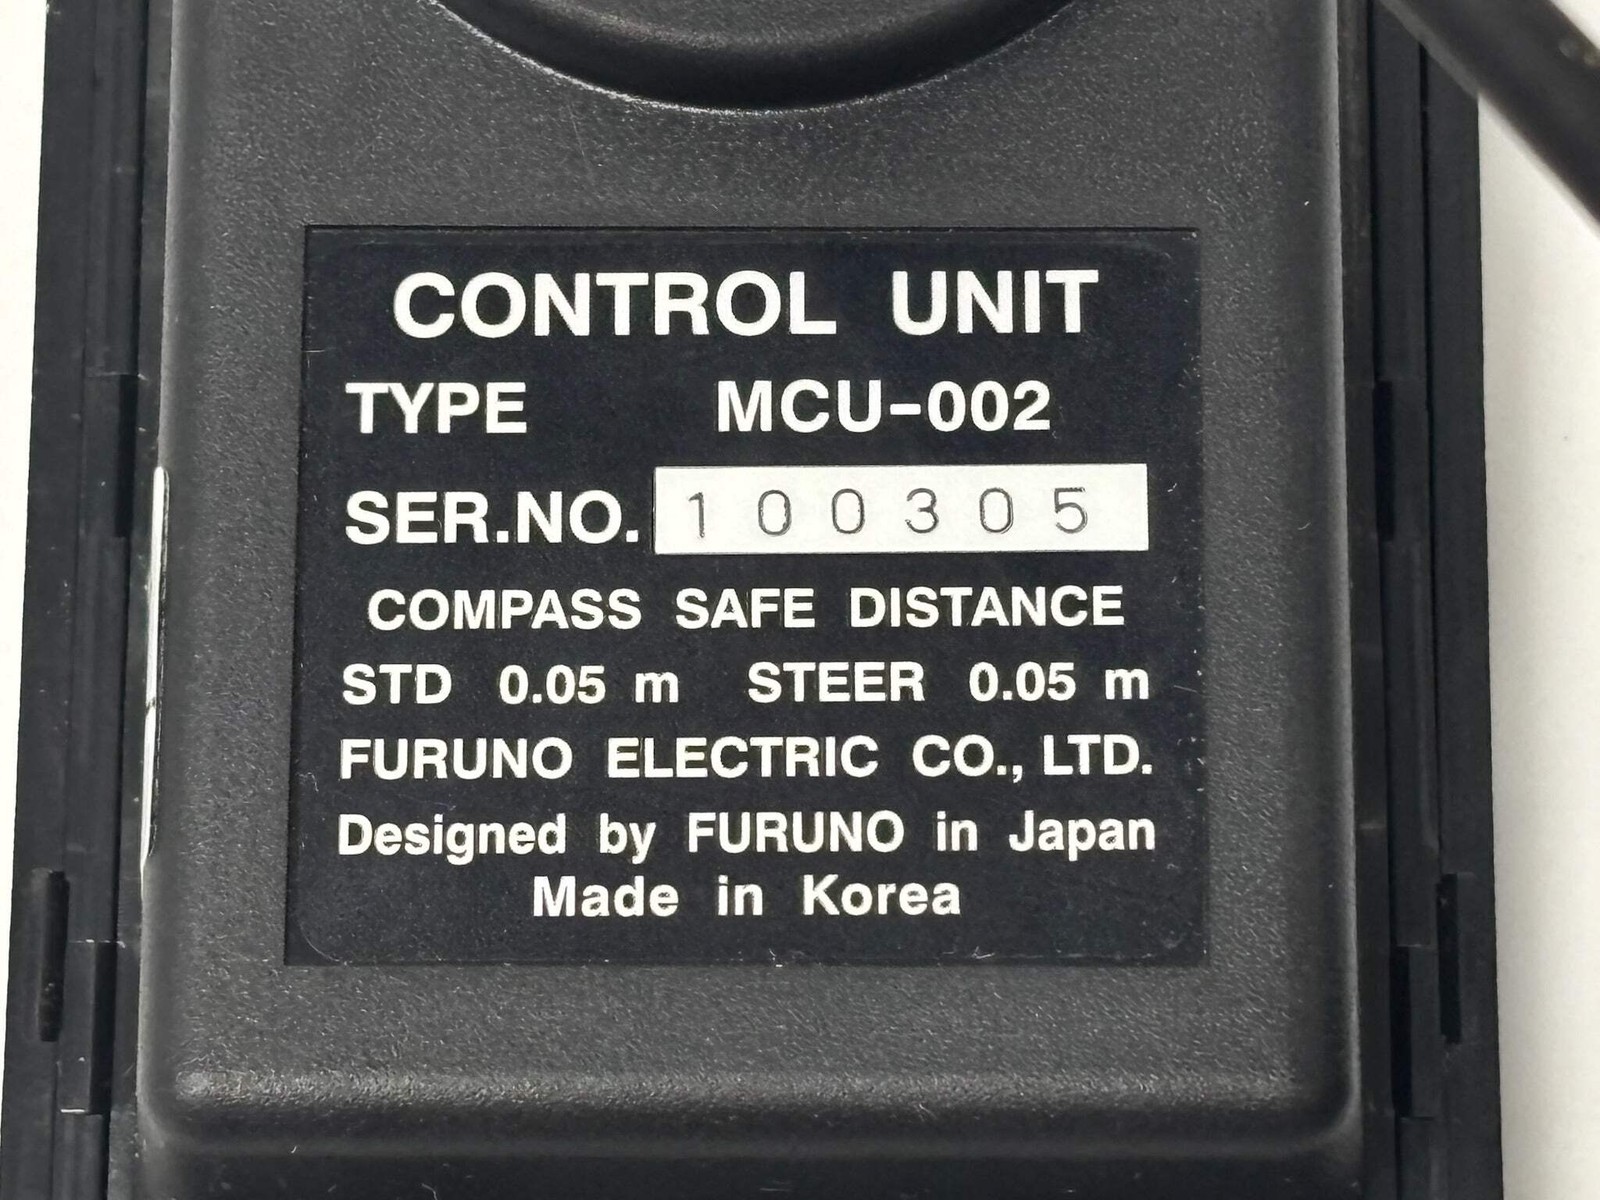 CONTROL UNIT
TYPE MCU-002
SER.NO. 100305
COMPASS SAFE DISTANCE
STD 0.05 m STEER 0.05 m
FURUNO ELECTRIC CO., LTD.
Designed by FURUNO in Japan
Made in Korea